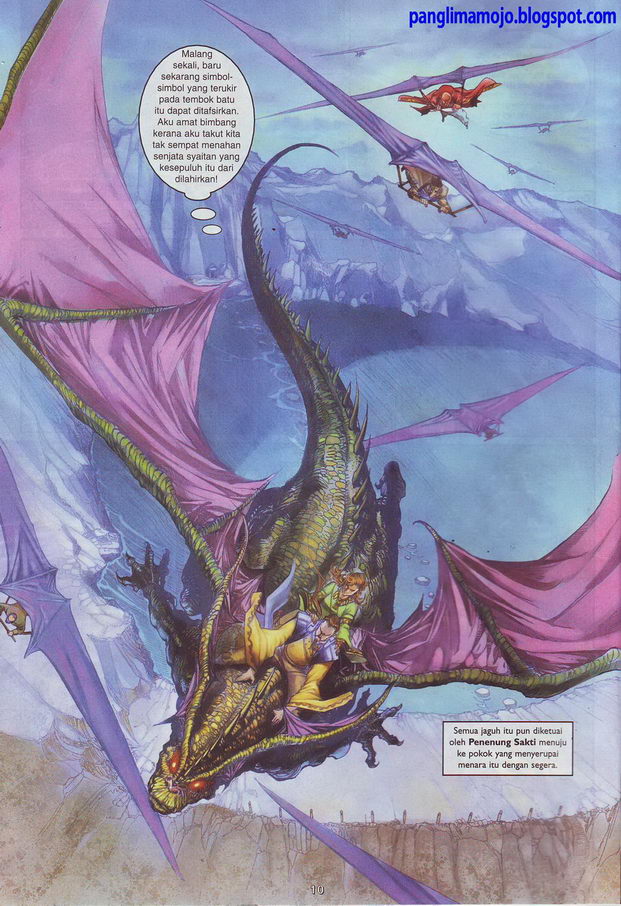 panglimamojo.blogspot.com
Malang
sekali, baru
sekarang simbol-
simbol yang terukir
pada tembok batu
itu dapat ditafsirkan.
Aku amat bimbang
kerana aku takut kita
tak sempat menahan
senjata syaitan yang
kesepuluh itu dari
dilahirkan!
Semua jaguh itu pun diketuai
oleh Penenung Sakti menuju
ke pokok yang menyerupai
menara itu dengan segera.
10